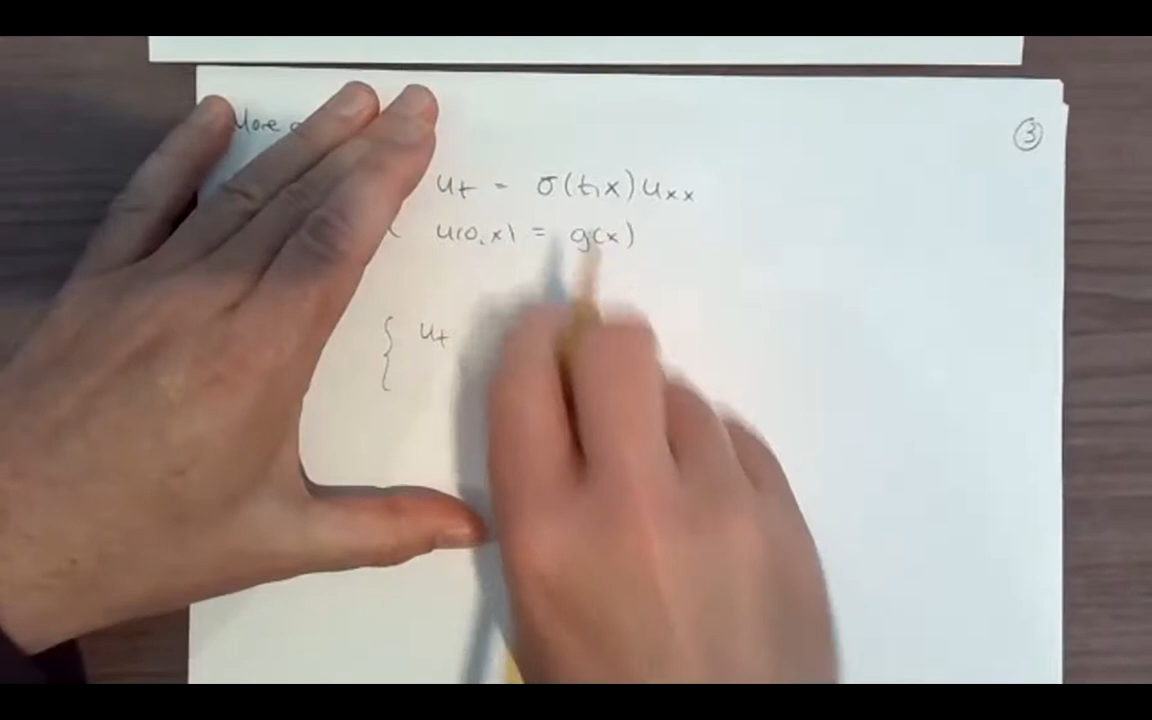 More
③
u_t = σ(t,x) u_xx
u(0,x) = g(x)
{ u_t